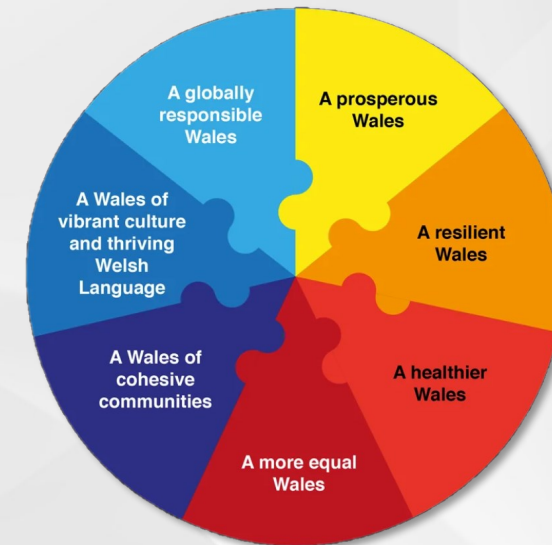 A prosperous
Wales
A resilient
Wales
A healthier
Wales
A more equal
Wales
A Wales of
cohesive
communities
A Wales of
vibrant culture
and thriving
Welsh
Language
A globally
responsible
Wales